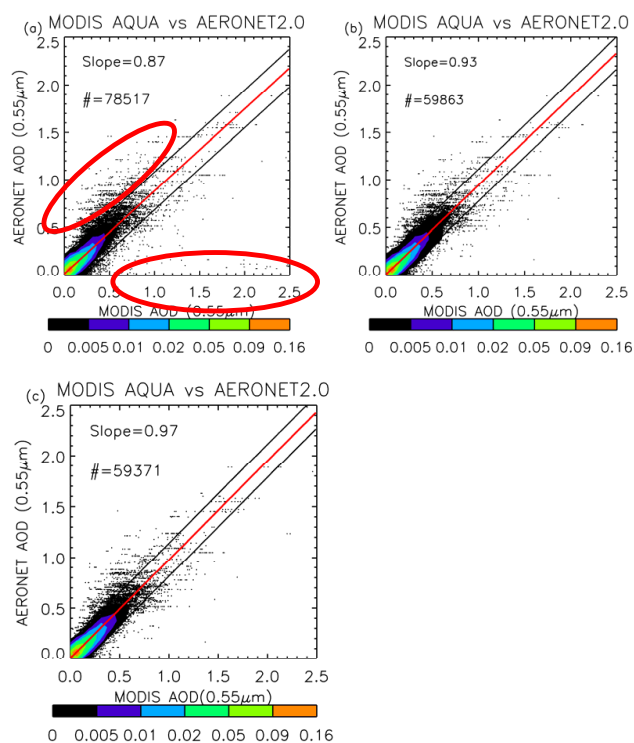 (a) MODIS AQUA vs AERONET2.0
2.5
2.0
1.5
1.0
0.5
0.0
AERONET AOD (0.55μm)
Slope=0.87
#=78517
0.0 0.5 1.0 1.5 2.0 2.5
MODIS AOD (0.55μm)
0 0.005 0.01 0.02 0.05 0.09 0.16
(b) MODIS AQUA vs AERONET2.0
2.5
2.0
1.5
1.0
0.5
0.0
AERONET AOD (0.55μm)
Slope=0.93
#=59863
0.0 0.5 1.0 1.5 2.0 2.5
MODIS AOD (0.55μm)
0 0.005 0.01 0.02 0.05 0.09 0.16
(c) MODIS AQUA vs AERONET2.0
2.5
2.0
1.5
1.0
0.5
0.0
AERONET AOD (0.55μm)
Slope=0.97
#=59371
0.0 0.5 1.0 1.5 2.0 2.5
MODIS AOD(0.55μm)
0 0.005 0.01 0.02 0.05 0.09 0.16